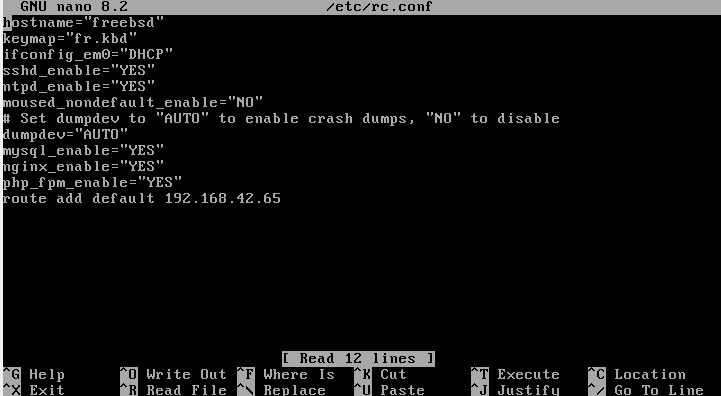 GNU nano 8.2 /etc/rc.conf
hostname="freebsd"
keymap="fr.kbd"
ifconfig_em0="DHCP"
sshd_enable="YES"
ntpd_enable="YES"
moused_nondefault_enable="NO"
# Set dumpdev to "AUTO" to enable crash dumps, "NO" to disable
dumpdev="AUTO"
mysql_enable="YES"
nginx_enable="YES"
php_fpm_enable="YES"
route add default 192.168.42.65
[ Read 12 lines ]
^G Help ^O Write Out ^F Where Is ^K Cut ^T Execute ^C Location
^X Exit ^R Read File ^\ Replace ^U Paste ^J Justify ^/ Go To Line